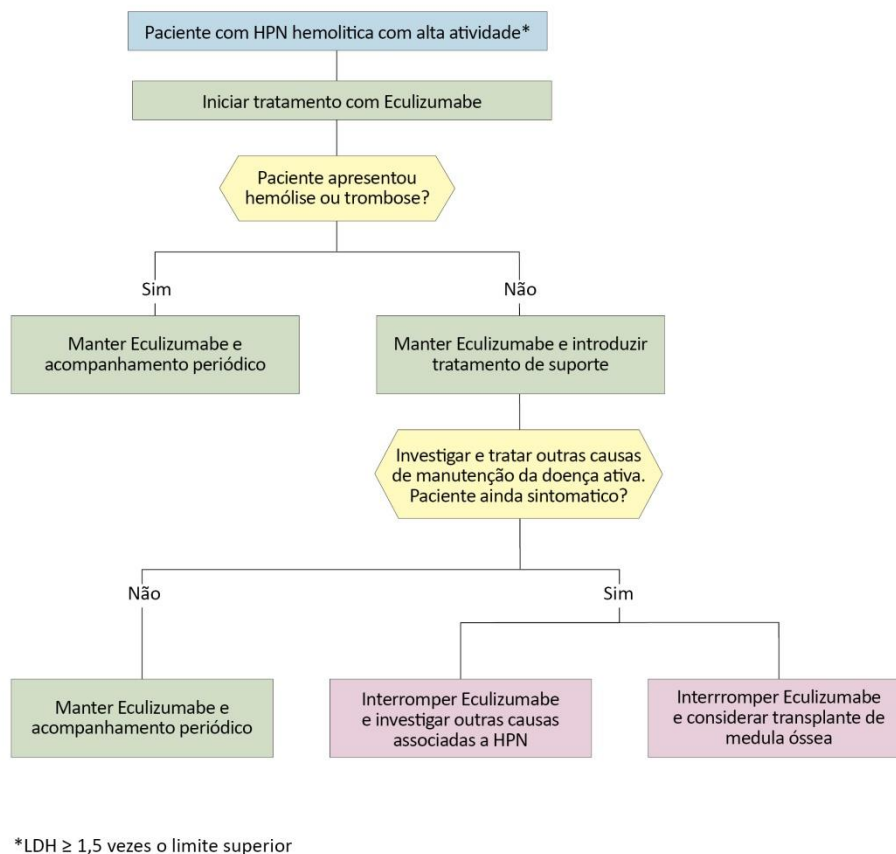 Paciente com HPN hemolitica com alta atividade*
Iniciar tratamento com Eculizumabe
Paciente apresentou
hemólise ou trombose?
Sim
Não
Manter Eculizumabe e
acompanhamento periódico
Manter Eculizumabe e introduzir
tratamento de suporte
Investigar e tratar outras causas
de manutenção da doença ativa.
Paciente ainda sintomatico?
Não
Sim
Manter Eculizumabe e
acompanhamento periódico
Interromper Eculizumabe
e investigar outras causas
associadas a HPN
Interrromper Eculizumabe
e considerar transplante de
medula óssea
*LDH ≥ 1,5 vezes o limite superior